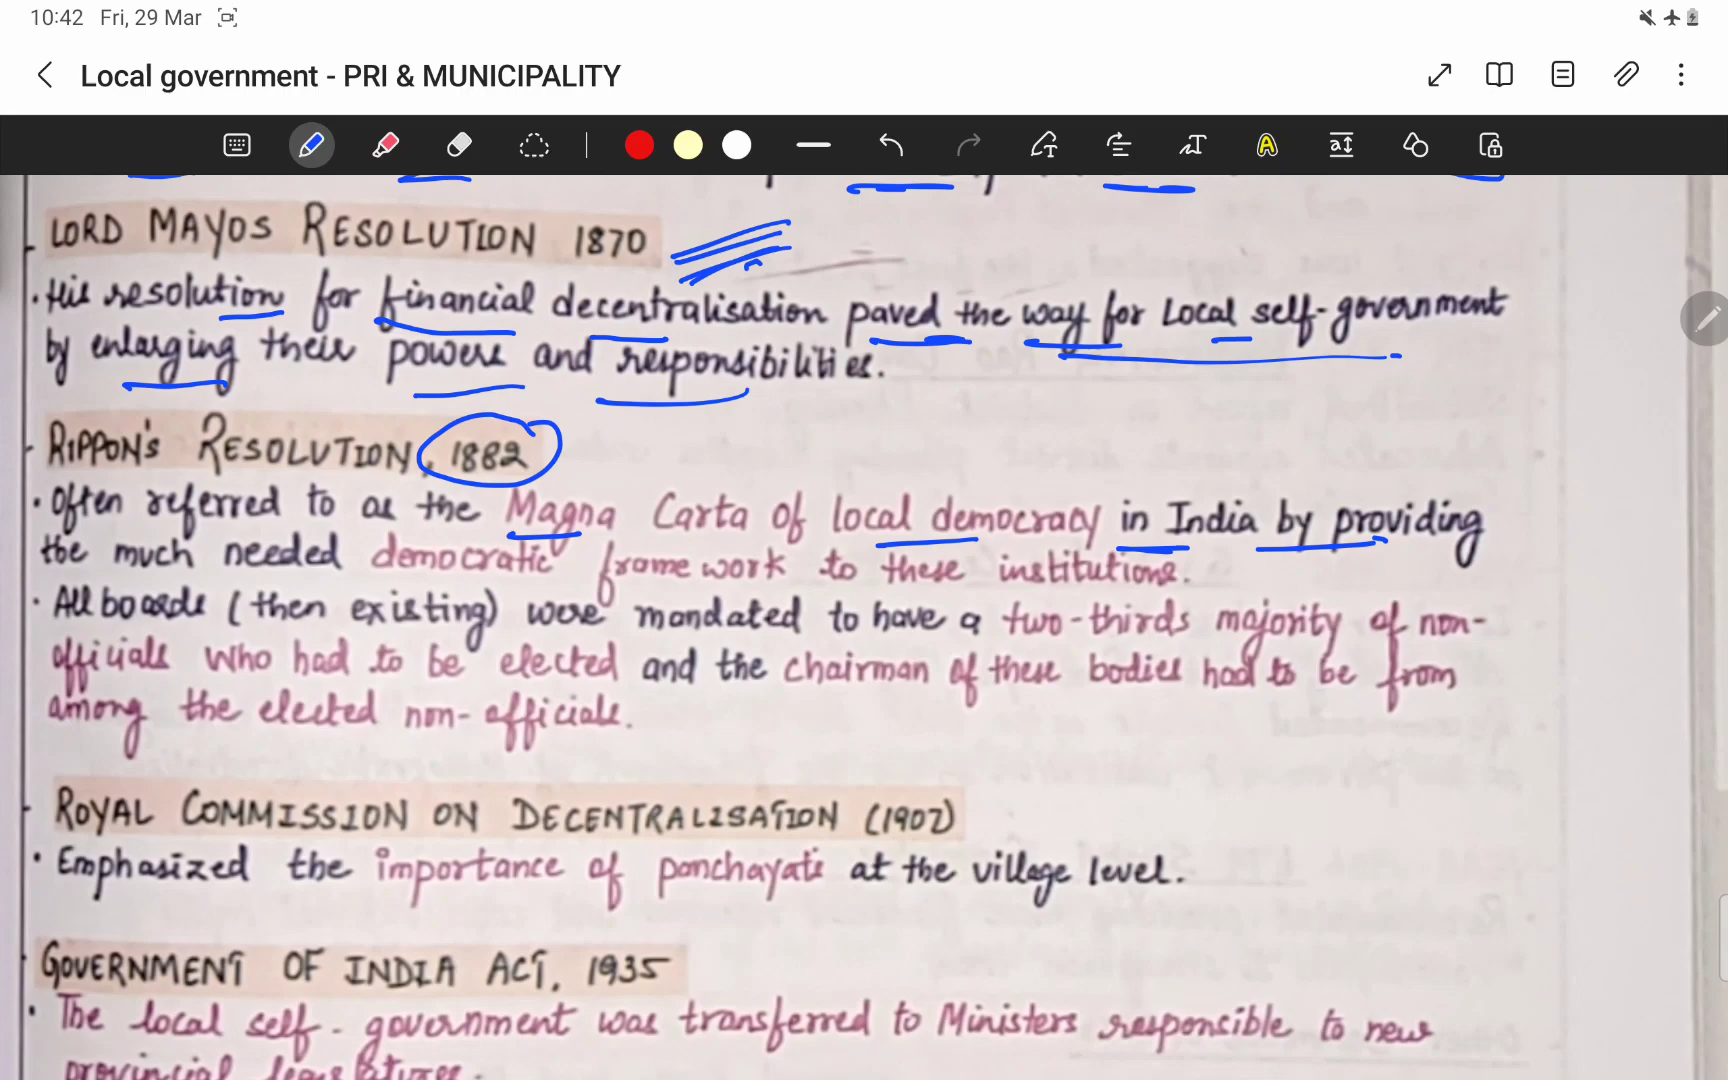 10:42 Fri, 29 Mar
Local government - PRI & MUNICIPALITY
LORD MAYOS RESOLUTION 1870
. His resolution for financial decentralisation paved the way for Local self-government
by enlarging their powers and responsibilities.
RIPPON'S RESOLUTION, 1882
. Often referred to as the Magna Carta of local democracy in India by providing
the much needed democratic framework to these institutions.
. All boards (then existing) were mandated to have a two-thirds majority of non-
officials who had to be elected and the chairman of these bodies had to be from
among the elected non-officials.
ROYAL COMMISSION ON DECENTRALISATION (1907)
. Emphasized the importance of panchayats at the village level.
GOVERNMENT OF INDIA ACT, 1935
. The local self-government was transferred to Ministers responsible to new
provincial legislatures.